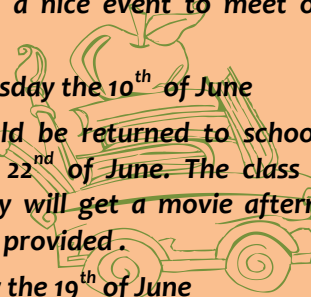 a nice event to meet o
sday the 10th of June
ld be returned to schoo
22nd of June. The class
y will get a movie aftern
provided .
the 19th of June